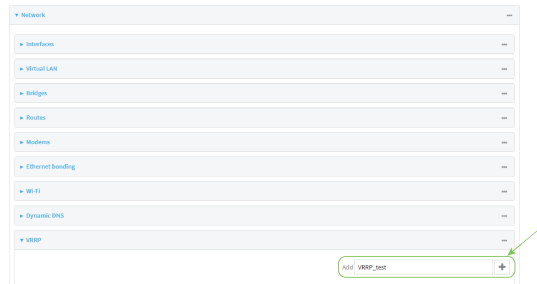 Network
Interfaces
Virtual LAN
Bridges
Routes
Modems
Ethernet bonding
Wi-Fi
Dynamic DNS
VRRP
Add VRRP_test +